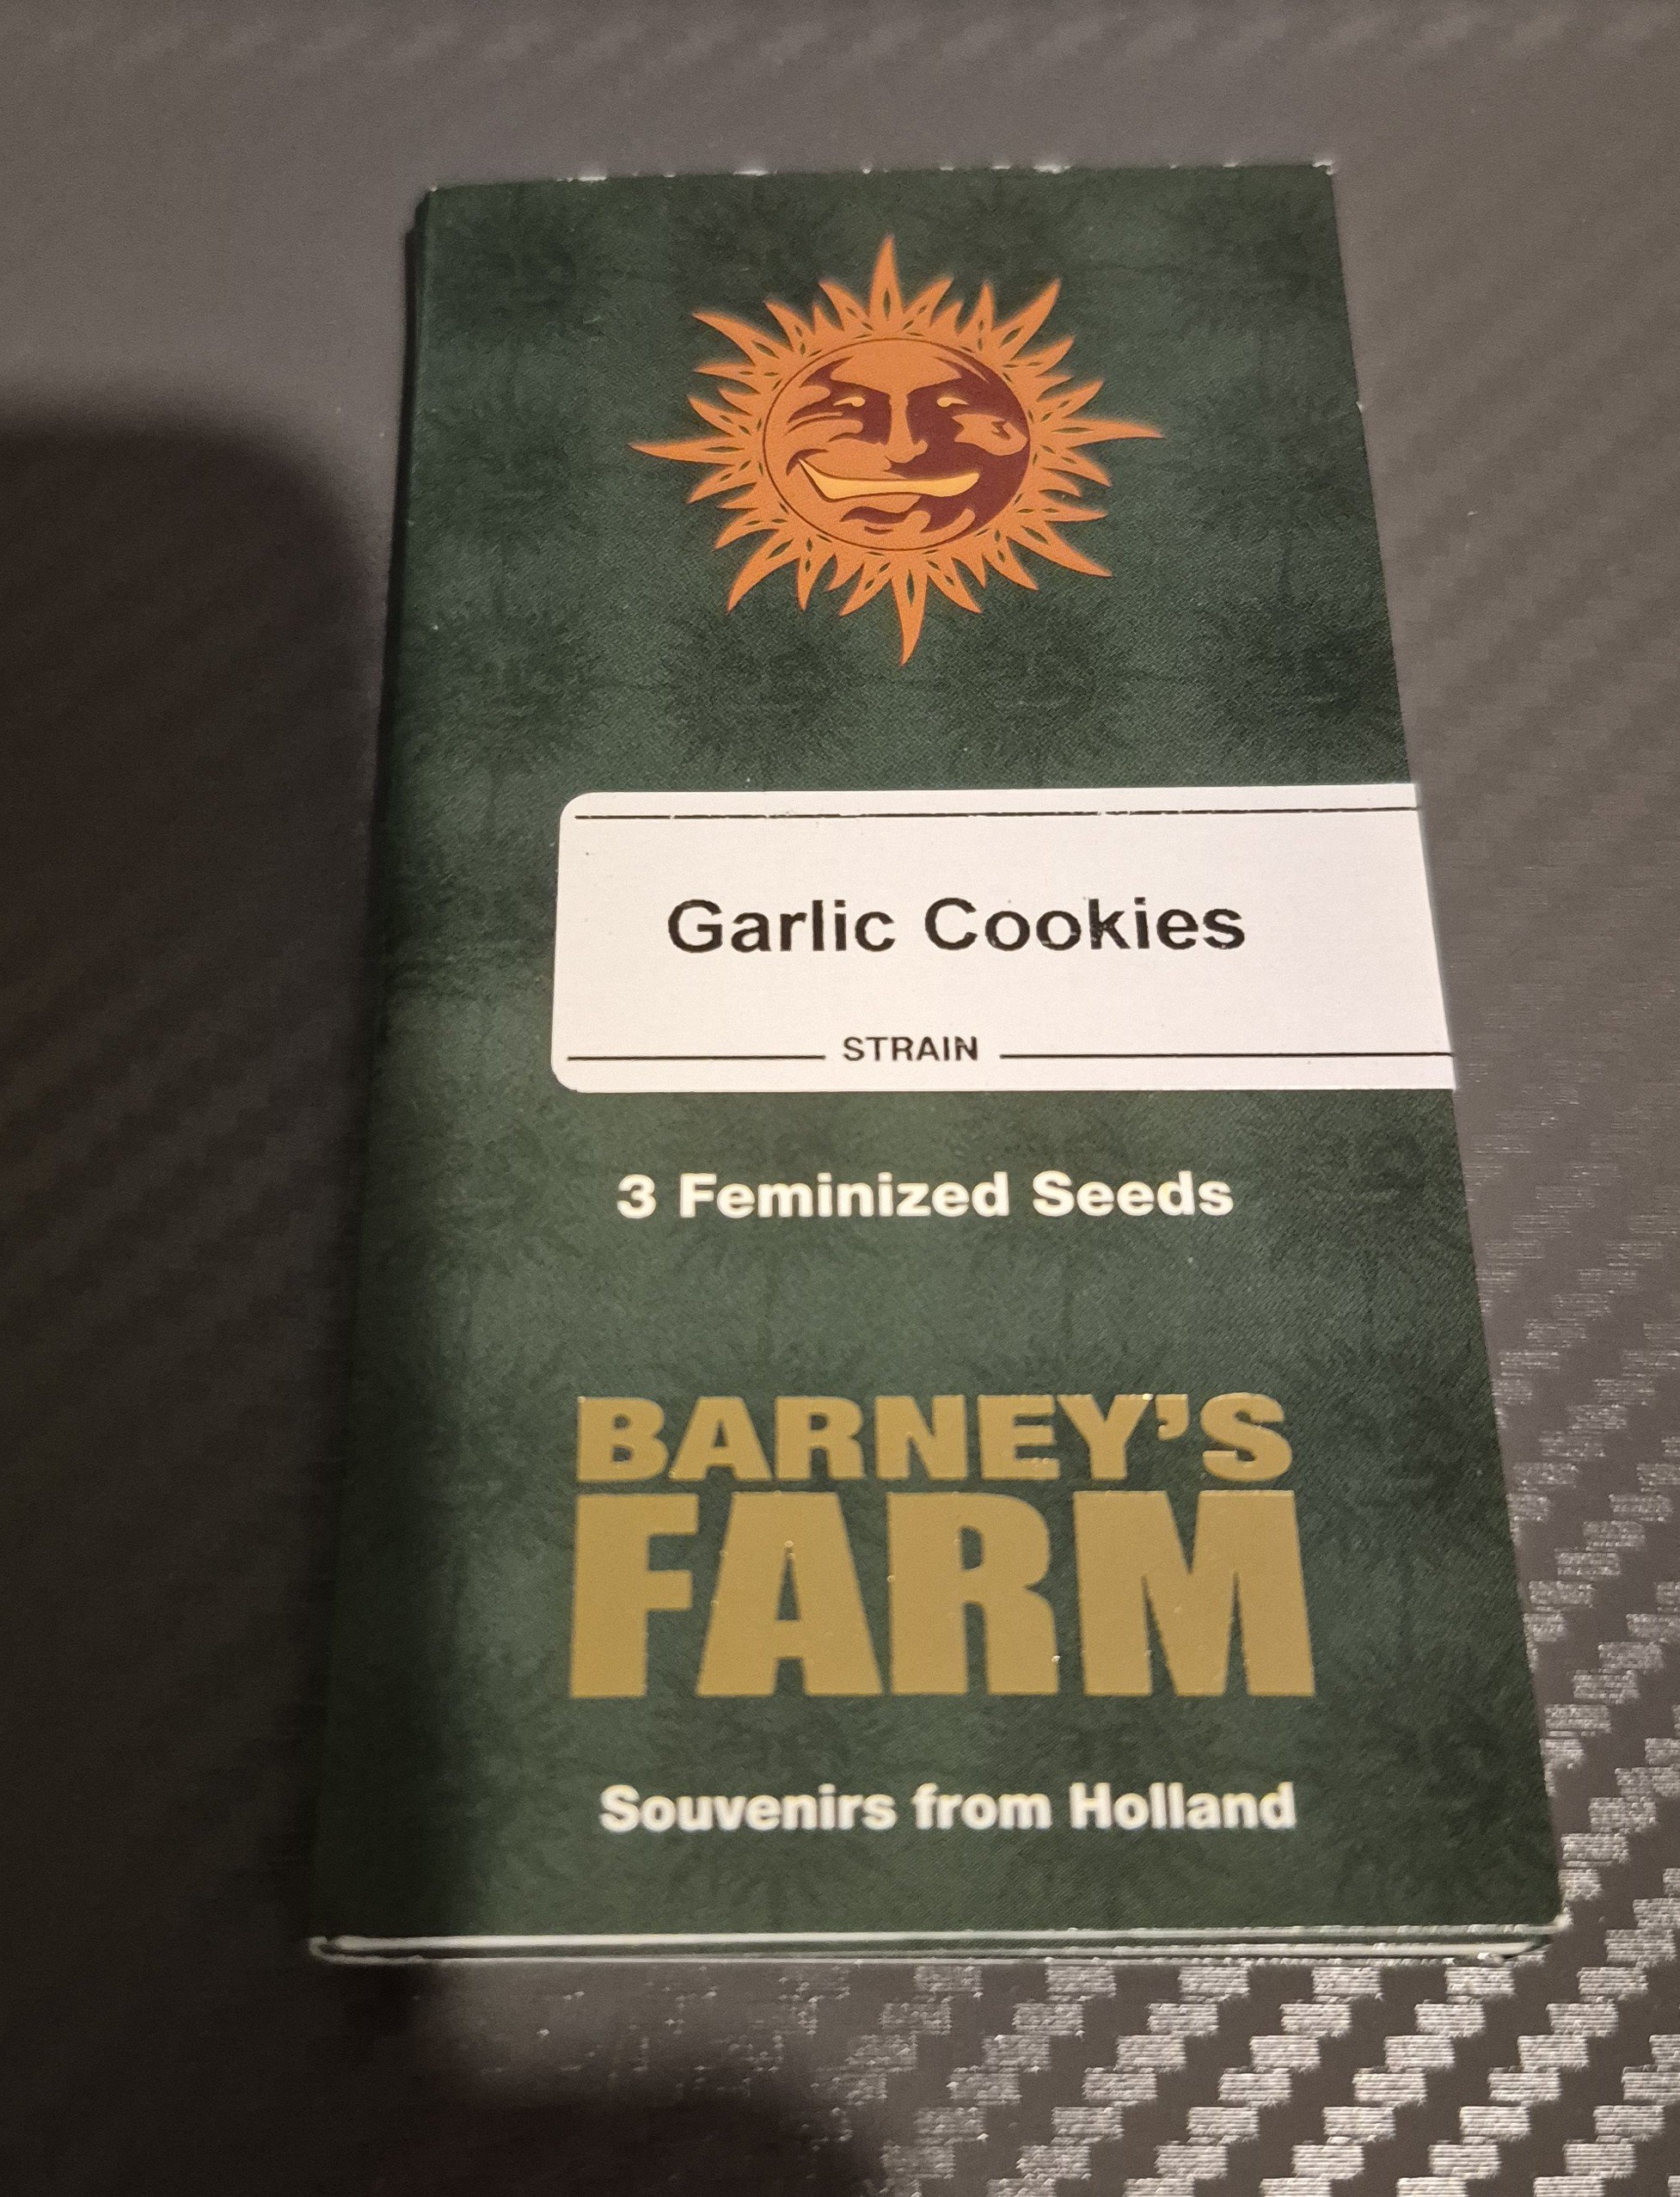 Garlic Cookies
STRAIN
3 Feminized Seeds
BARNEY'S
FARM
Souvenirs from Holland